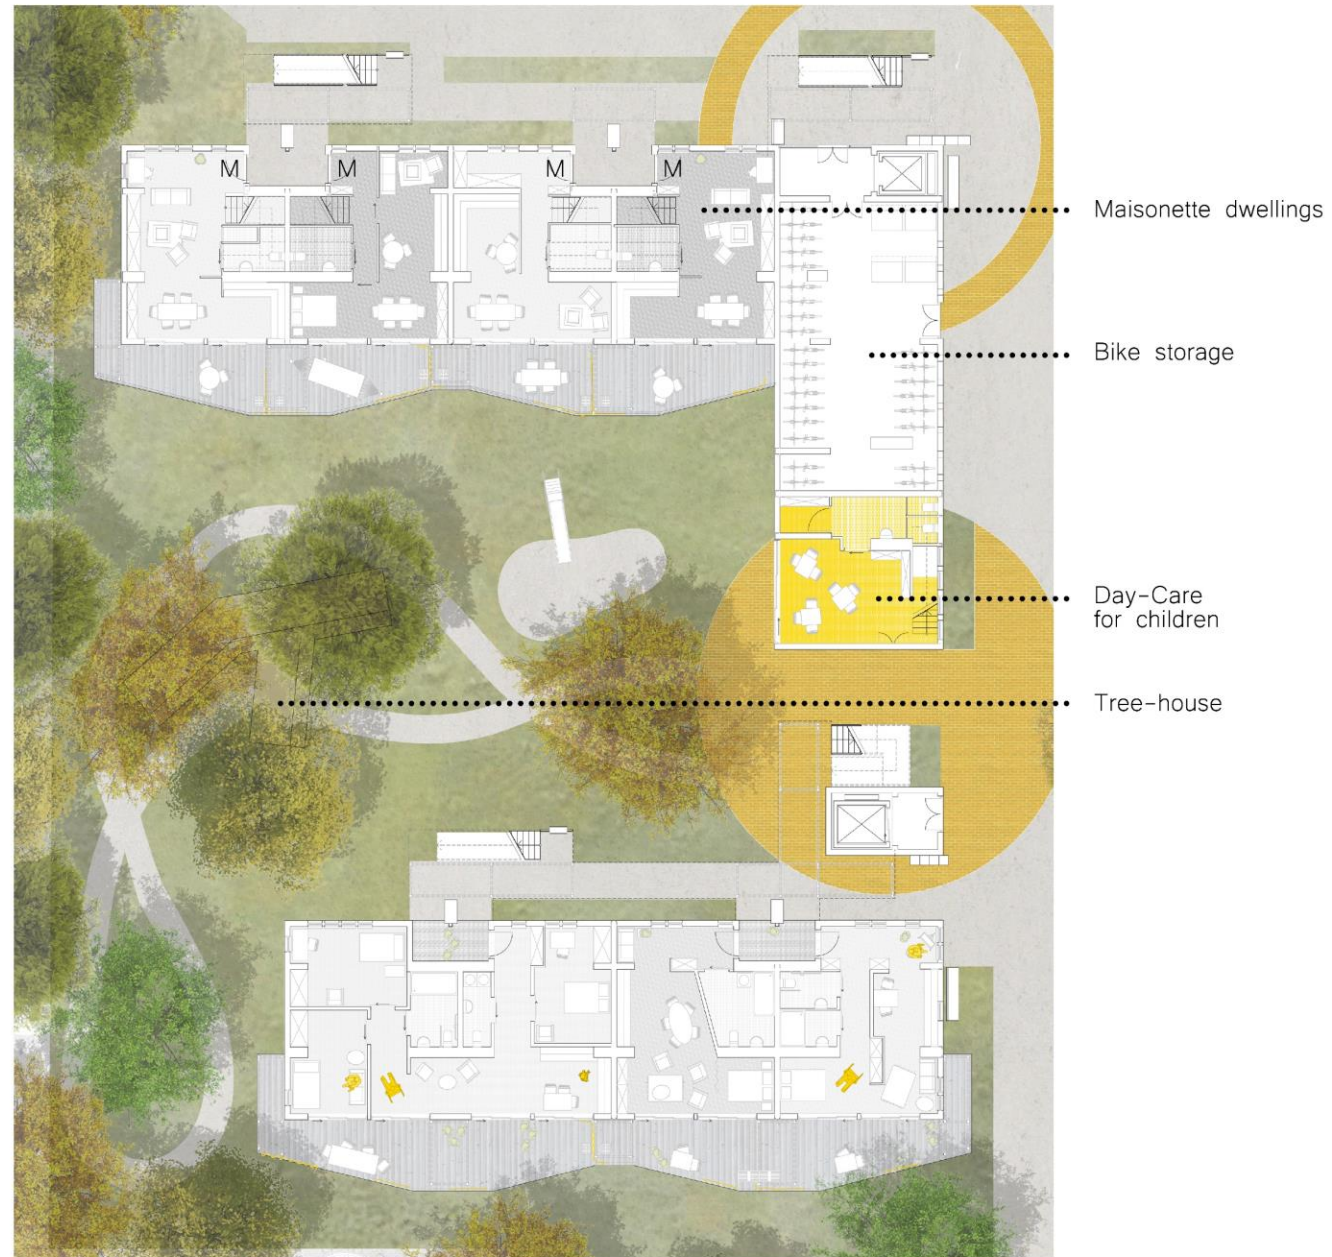 M M M M
Maisonette dwellings
Bike storage
Day-Care
for children
Tree-house